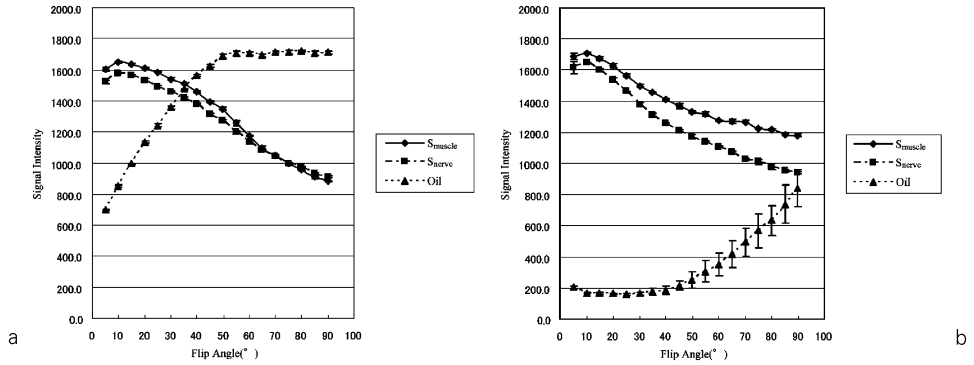 2000.0
1800.0
1600.0
1400.0
1200.0
1000.0
800.0
600.0
400.0
200.0
0.0
Signal Intensity
0 10 20 30 40 50 60 70 80 90 100
Flip Angle(°)
Smuscle
Snerve
Oil
a
2000.0
1800.0
1600.0
1400.0
1200.0
1000.0
800.0
600.0
400.0
200.0
0.0
Signal Intensity
0 10 20 30 40 50 60 70 80 90 100
Flip Angle(°)
Smuscle
Snerve
Oil
b